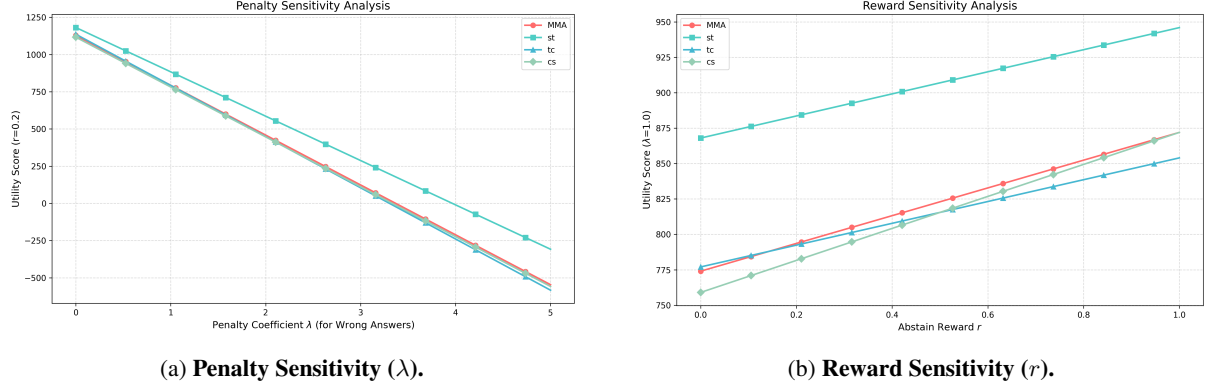 Penalty Sensitivity Analysis
1250
1000
750
500
250
0
−250
−500
Utility Score (r=0.2)
MMA
st
tc
cs
0 1 2 3 4 5
Penalty Coefficient λ (for Wrong Answers)
(a) Penalty Sensitivity (λ).
Reward Sensitivity Analysis
950
925
900
875
850
825
800
775
750
Utility Score (λ=1.0)
MMA
st
tc
cs
0.0 0.2 0.4 0.6 0.8 1.0
Abstain Reward r
(b) Reward Sensitivity (r).